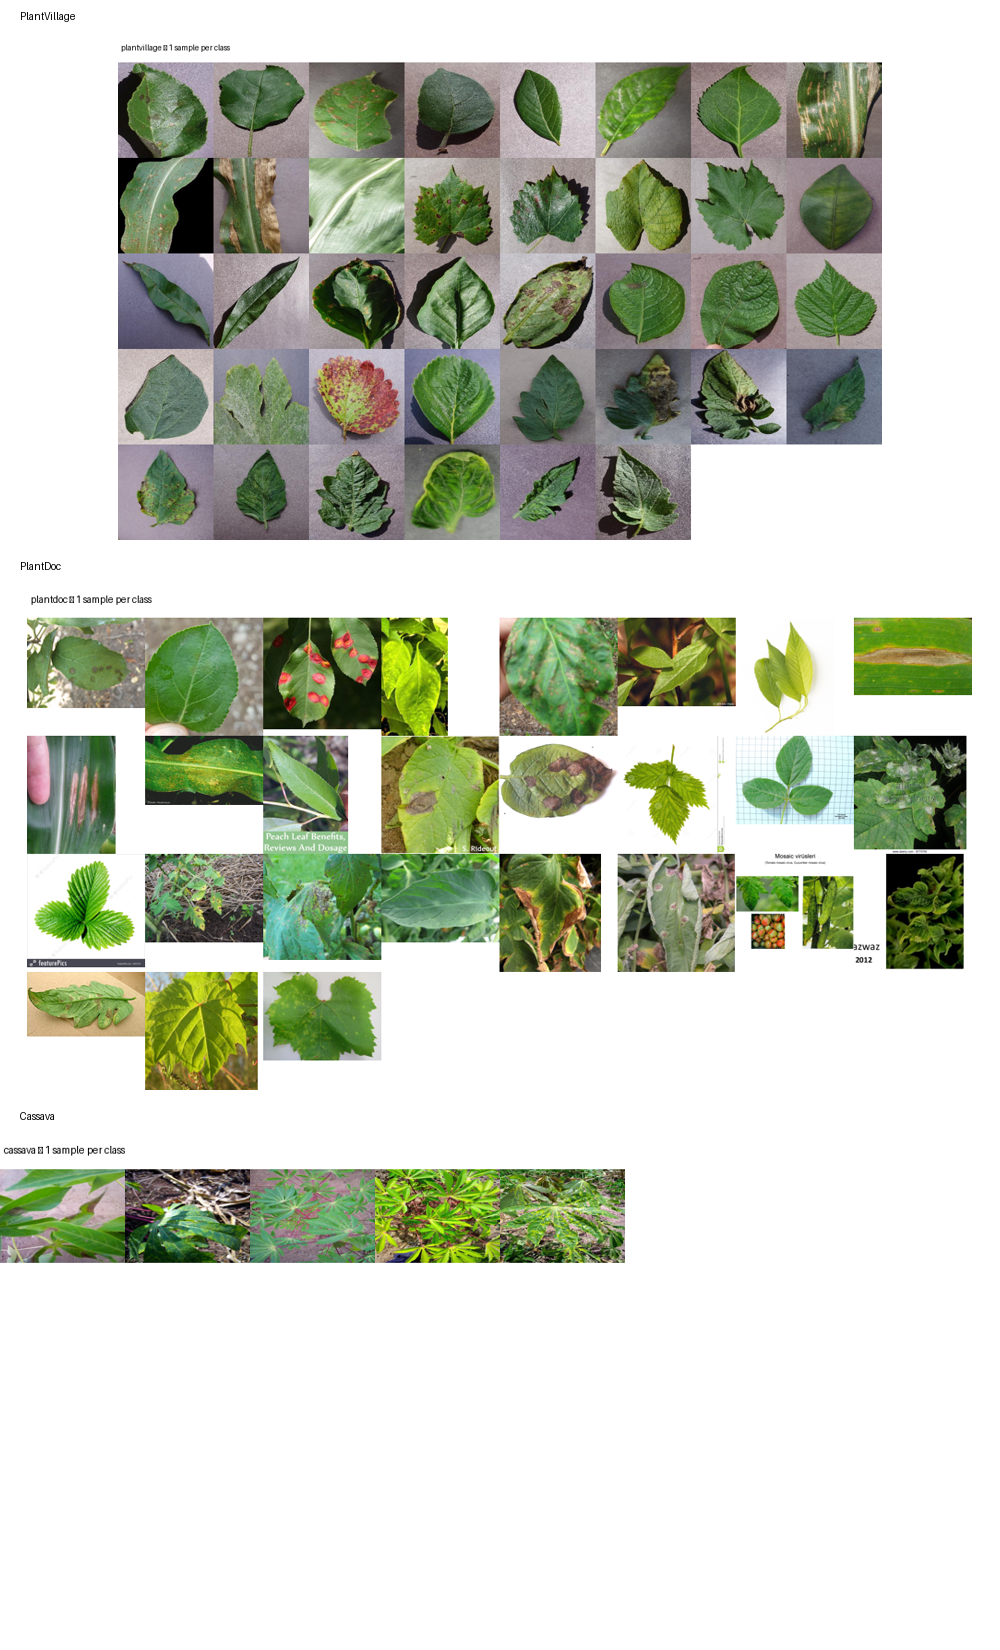 PlantVillage
plantvillage ▯ 1 sample per class
PlantDoc
plantdoc ▯ 1 sample per class
Peach Leaf Benefits,
Reviews And Dosage
S. Rideout
Mosaic virüsleri
featurePics
azwaz
2012
Cassava
cassava ▯ 1 sample per class